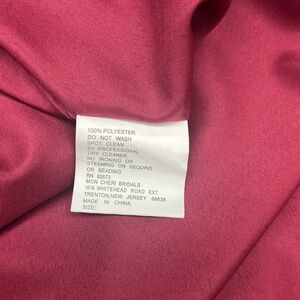 100% POLYESTER
DO NOT WASH
SPOT CLEAN
BY PROFESSIONAL
DRY CLEANER.
NO IRONING OR
STEAMING ON SEQUINS
OR BEADING
RN 82673
MON CHERI BRIDALS
1018 WHITEHEAD ROAD EXT.
TRENTON,NEW JERSEY 08638
MADE IN CHINA
SIZE: